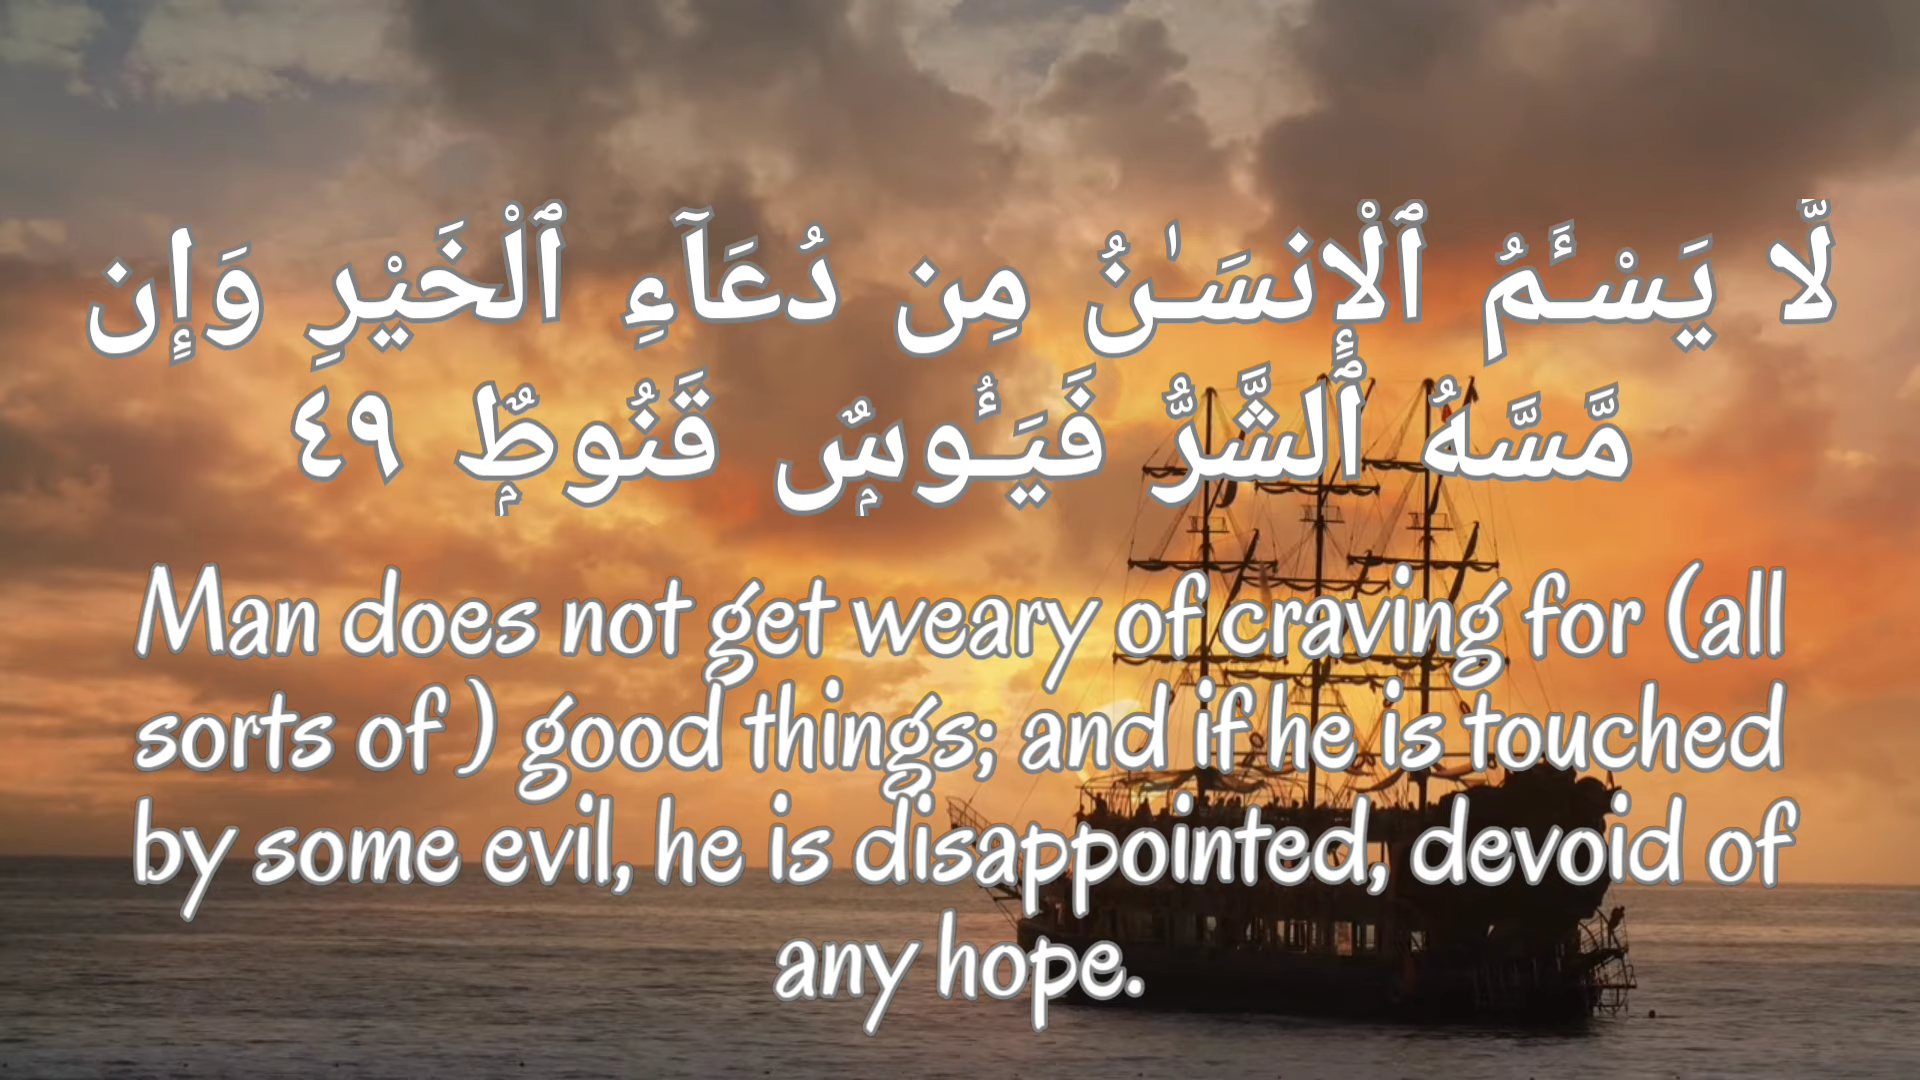 لَّا يَسْـَٔمُ ٱلْإِنسَـٰنُ مِن دُعَآءِ ٱلْخَيْرِ وَإِن
مَّسَّهُ ٱلشَّرُّ فَيَـُٔوسٌۭ قَنُوطٌۭ ٤٩
Man does not get weary of craving for (all
sorts of ) good things; and if he is touched
by some evil, he is disappointed, devoid of
any hope.